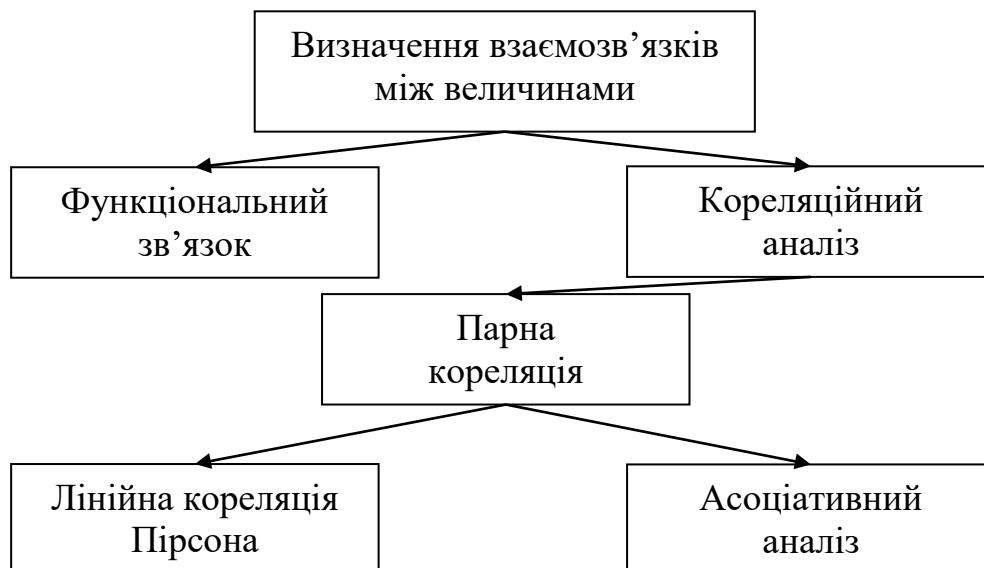 Визначення взаємозв’язків
між величинами
Функціональний
зв’язок
Кореляційний
аналіз
Парна
кореляція
Лінійна кореляція
Пірсона
Асоціативний
аналіз